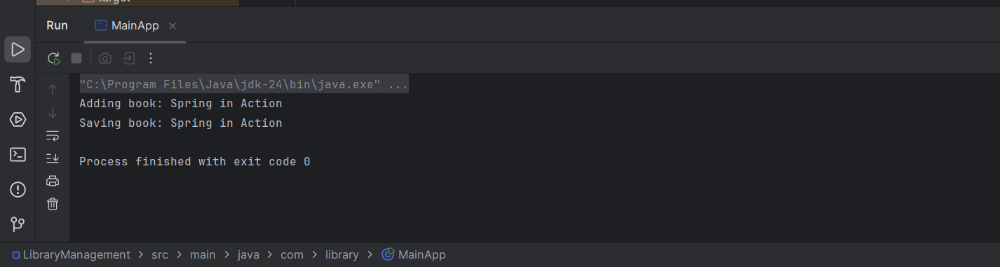 target
Run MainApp
"C:\Program Files\Java\jdk-24\bin\java.exe" ...
Adding book: Spring in Action
Saving book: Spring in Action
Process finished with exit code 0
LibraryManagement > src > main > java > com > library > MainApp